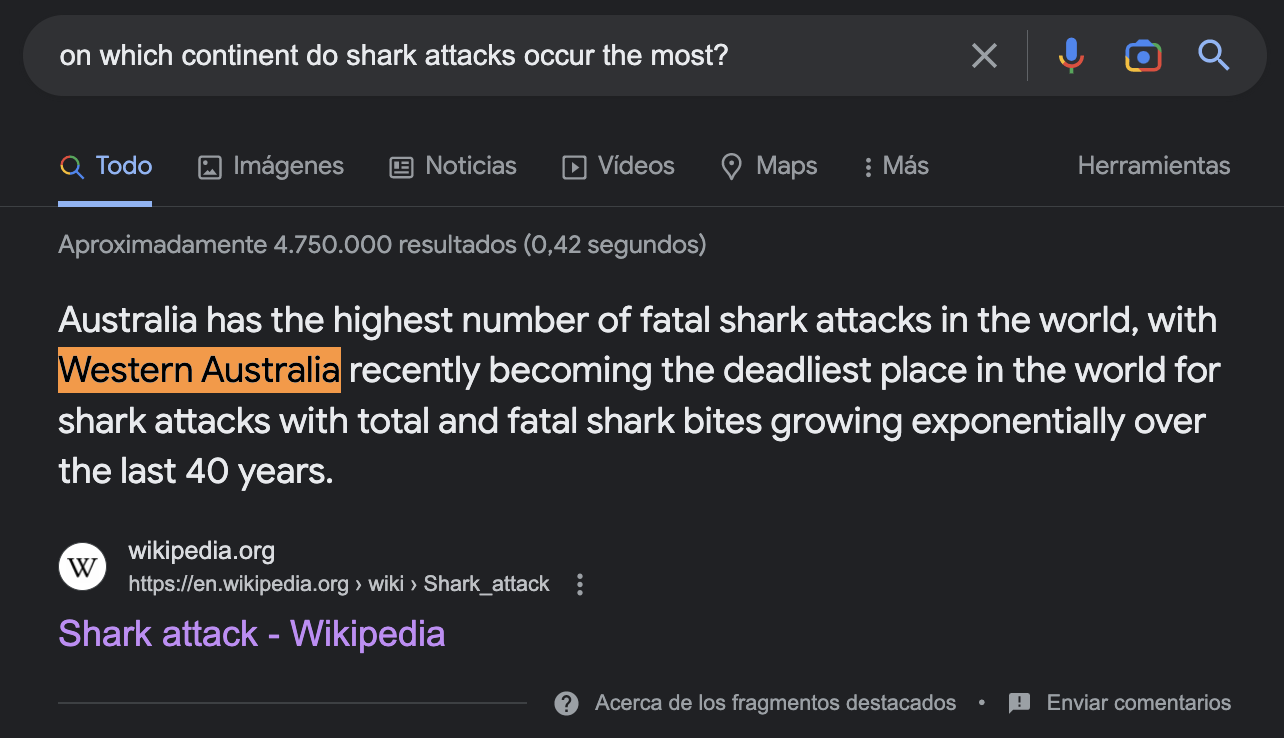 on which continent do shark attacks occur the most?
Todo Imágenes Noticias Vídeos Maps Más Herramientas
Aproximadamente 4.750.000 resultados (0,42 segundos)
Australia has the highest number of fatal shark attacks in the world, with
Western Australia recently becoming the deadliest place in the world for
shark attacks with total and fatal shark bites growing exponentially over
the last 40 years.
W
wikipedia.org
https://en.wikipedia.org › wiki › Shark_attack
Shark attack - Wikipedia
Acerca de los fragmentos destacados • Enviar comentarios